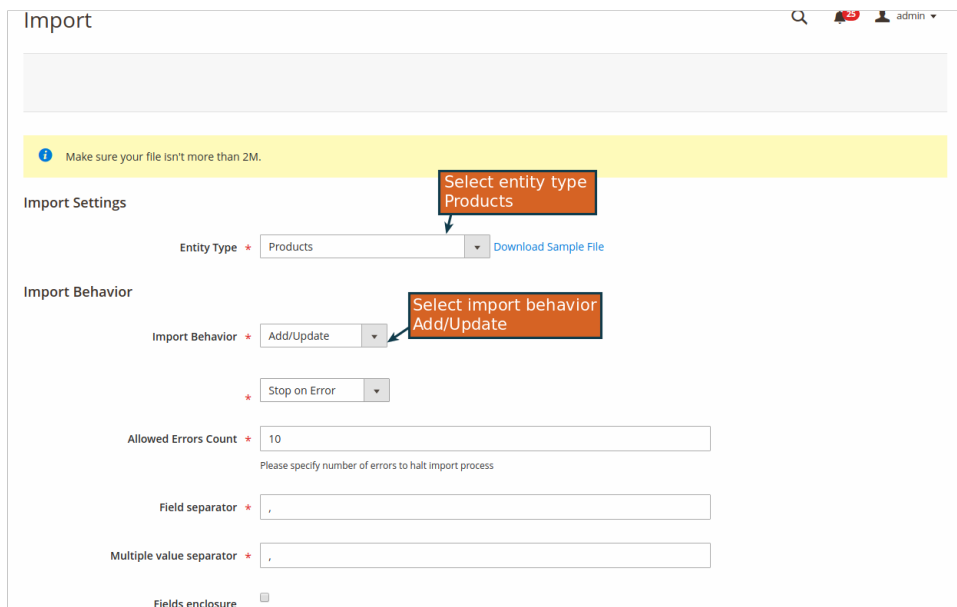 Import
25
admin
Make sure your file isn't more than 2M.
Select entity type
Products
Import Settings
Entity Type * Products Download Sample File
Import Behavior
Select import behavior
Add/Update
Import Behavior * Add/Update
* Stop on Error
Allowed Errors Count * 10
Please specify number of errors to halt import process
Field separator * ,
Multiple value separator * ,
Fields enclosure